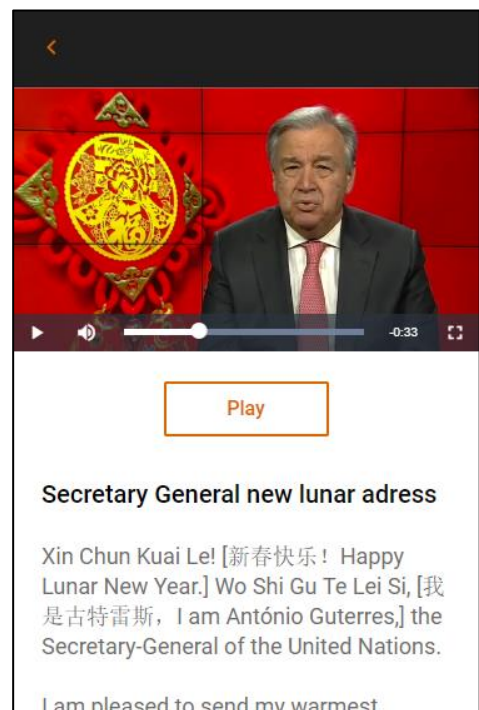 福
-0:33
Play
Secretary General new lunar adress
Xin Chun Kuai Le! [新春快乐！Happy
Lunar New Year.] Wo Shi Gu Te Lei Si, [我
是古特雷斯，I am António Guterres,] the
Secretary-General of the United Nations.
I am pleased to send my warmest